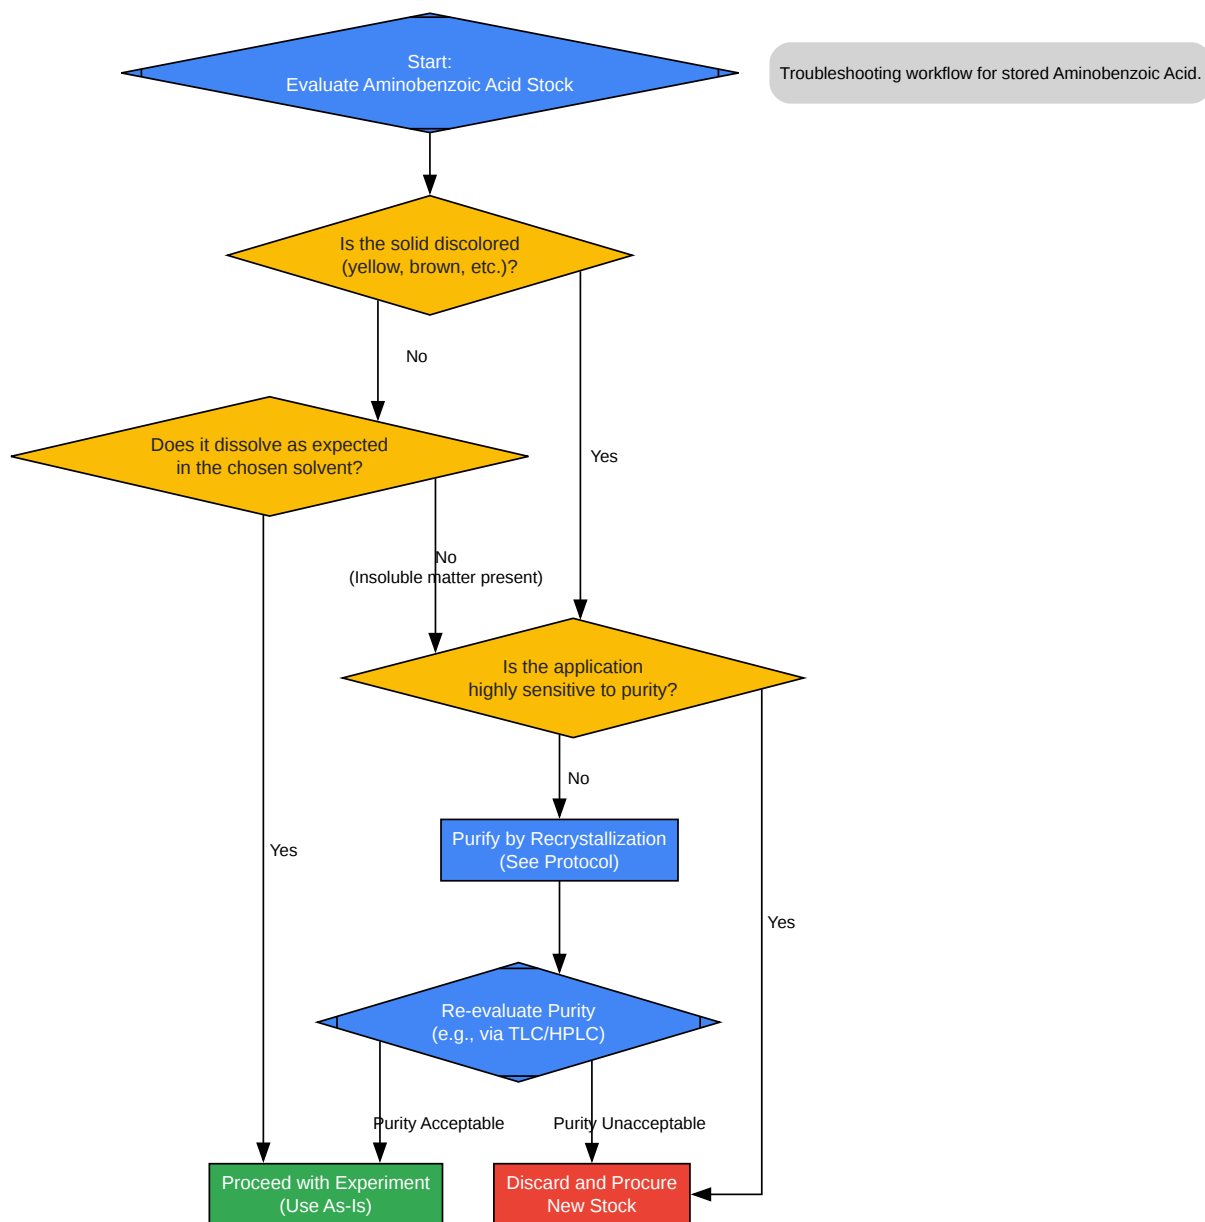 Start:
Evaluate Aminobenzoic Acid Stock
Troubleshooting workflow for stored Aminobenzoic Acid.
Is the solid discolored
(yellow, brown, etc.)?
No
Does it dissolve as expected
in the chosen solvent?
Yes
No
(Insoluble matter present)
Is the application
highly sensitive to purity?
No
Purify by Recrystallization
(See Protocol)
Yes
Yes
Re-evaluate Purity
(e.g., via TLC/HPLC)
Purity Acceptable
Purity Unacceptable
Proceed with Experiment
(Use As-Is)
Discard and Procure
New Stock